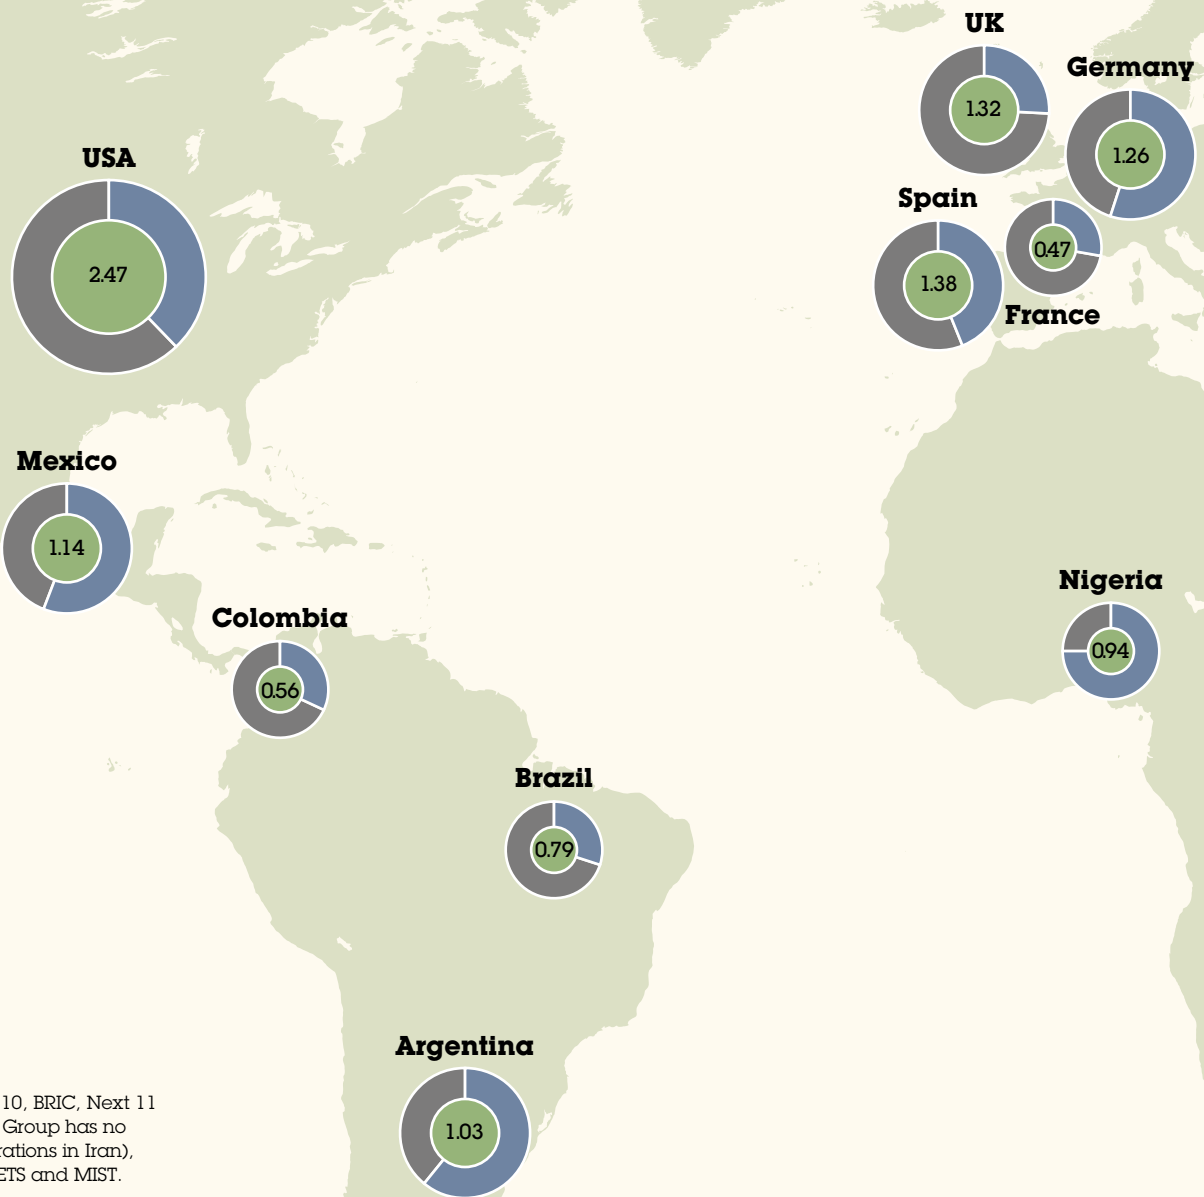 UK
1.32
Germany
1.26
USA
2.47
Spain
1.38
0.47
France
Mexico
1.14
Colombia
0.56
Nigeria
0.94
Brazil
0.79
Argentina
1.03
10, BRIC, Next 11
Group has no
rations in Iran),
ETS and MIST.